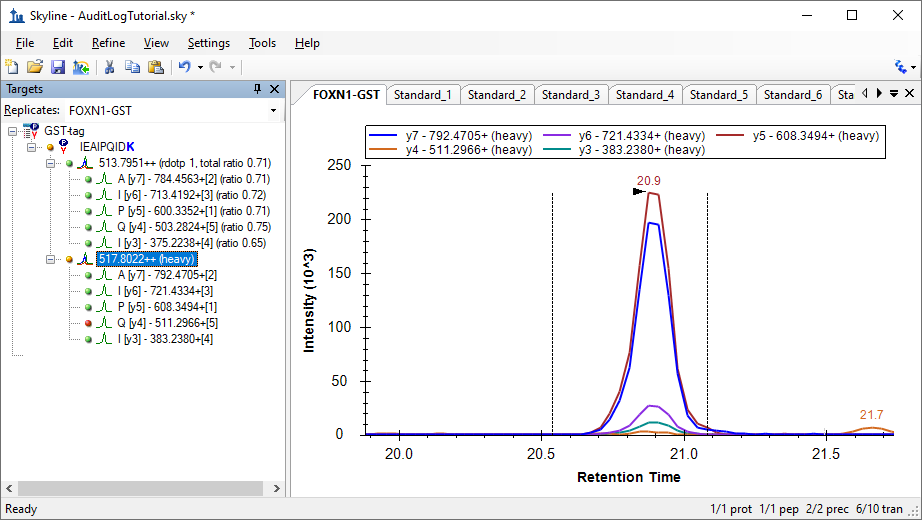 Skyline - AuditLogTutorial.sky *
File Edit Refine View Settings Tools Help
Targets
Replicates: FOXN1-GST
GST-tag
IEAIPQIDK
513.7951++ (rdotp 1, total ratio 0.71)
A [y7] - 784.4563+[2] (ratio 0.71)
I [y6] - 713.4192+[3] (ratio 0.72)
P [y5] - 600.3352+[1] (ratio 0.71)
Q [y4] - 503.2824+[5] (ratio 0.75)
I [y3] - 375.2238+[4] (ratio 0.65)
517.8022++ (heavy)
A [y7] - 792.4705+[2]
I [y6] - 721.4334+[3]
P [y5] - 608.3494+[1]
Q [y4] - 511.2966+[5]
I [y3] - 383.2380+[4]
FOXN1-GST Standard_1 Standard_2 Standard_3 Standard_4 Standard_5 Standard_6 Sta
y7 - 792.4705+ (heavy) y6 - 721.4334+ (heavy) y5 - 608.3494+ (heavy)
y4 - 511.2966+ (heavy) y3 - 383.2380+ (heavy)
Intensity (10^3)
250
200
150
100
50
0
20.9
21.7
20.0 20.5 21.0 21.5
Retention Time
Ready 1/1 prot 1/1 pep 2/2 prec 6/10 tran